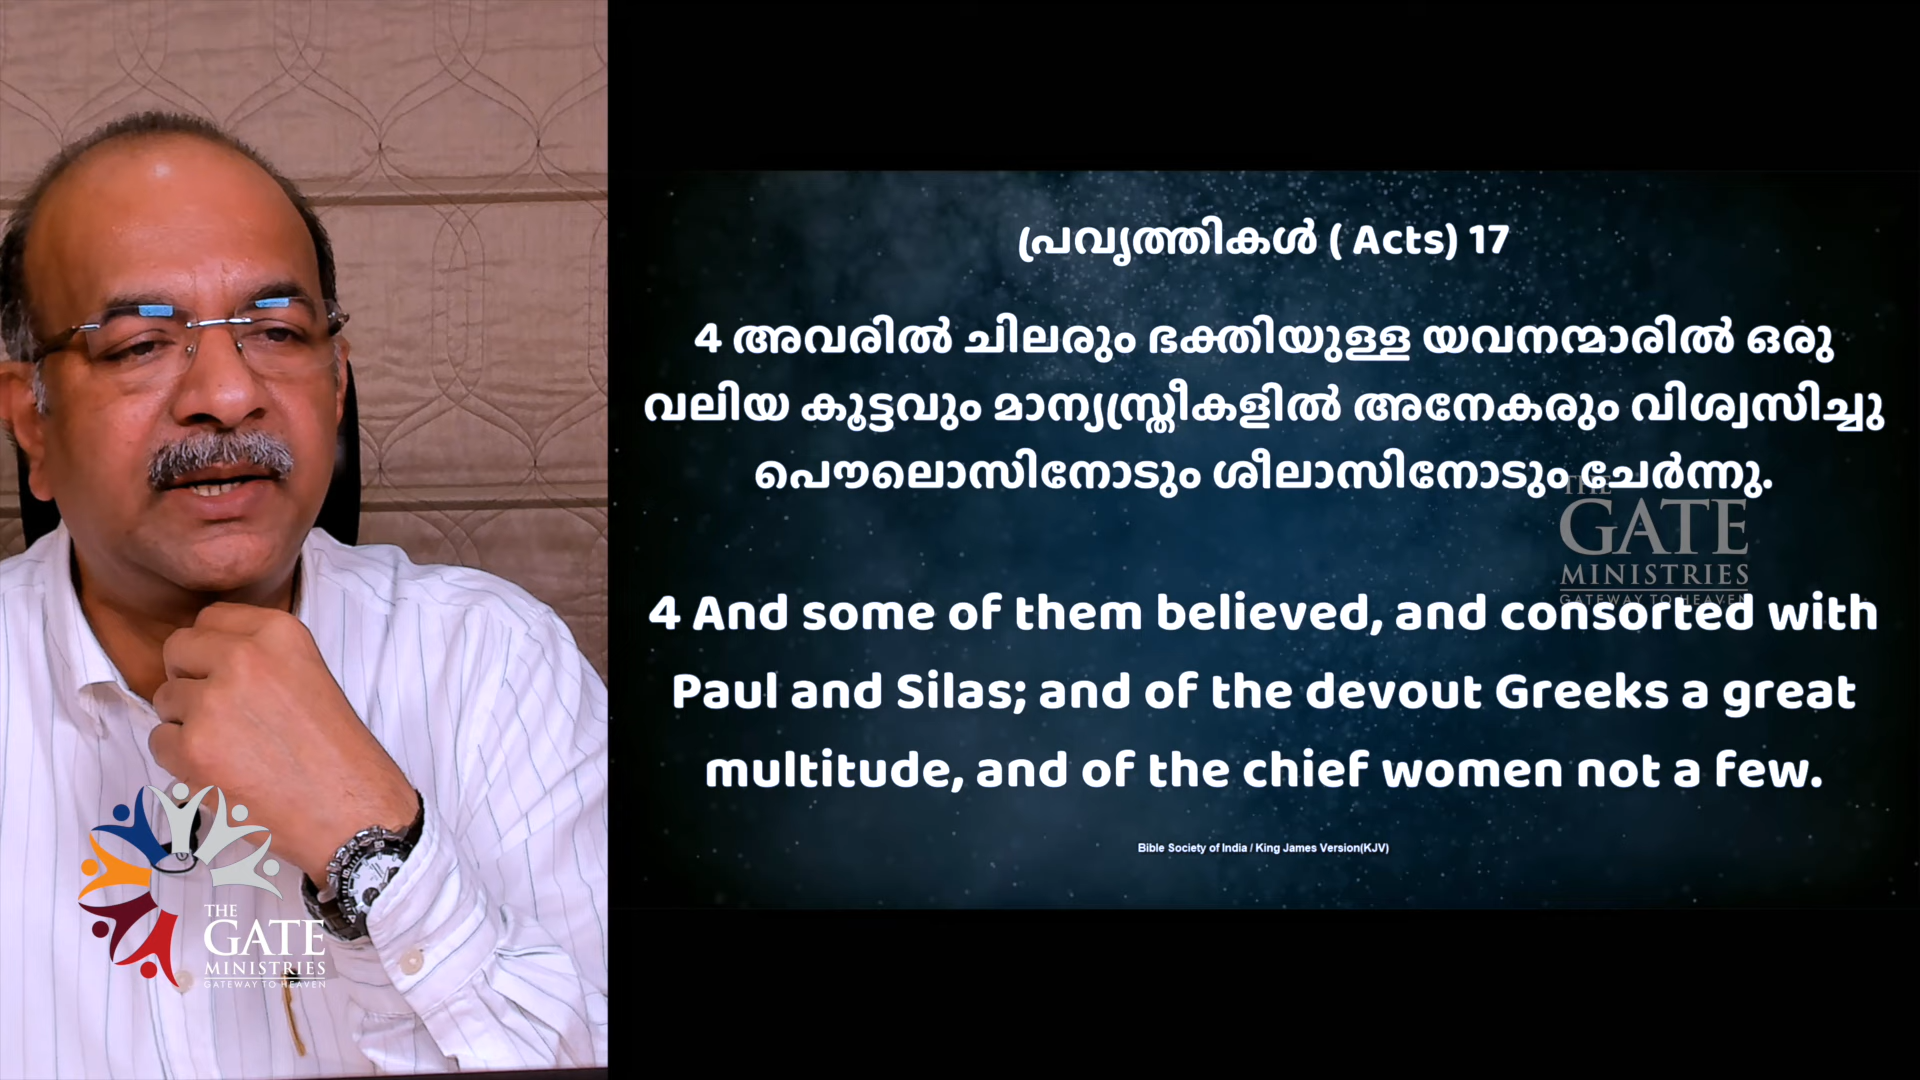 പ്രവൃത്തികൾ ( Acts) 17
4 അവരിൽ ചിലരും ഭക്തിയുള്ള യവനന്മാരിൽ ഒരു
വലിയ കൂട്ടവും മാന്യസ്ത്രീകളിൽ അനേകരും വിശ്വസിച്ചു
പൌലൊസിനോടും ശീലാസിനോടും ചേർന്നു.
THE
GATE
MINISTRIES
GATEWAY TO HEAVEN
4 And some of them believed, and consorted with
Paul and Silas; and of the devout Greeks a great
multitude, and of the chief women not a few.
Bible Society of India / King James Version(KJV)
THE
GATE
MINISTRIES
GATEWAY TO HEAVEN